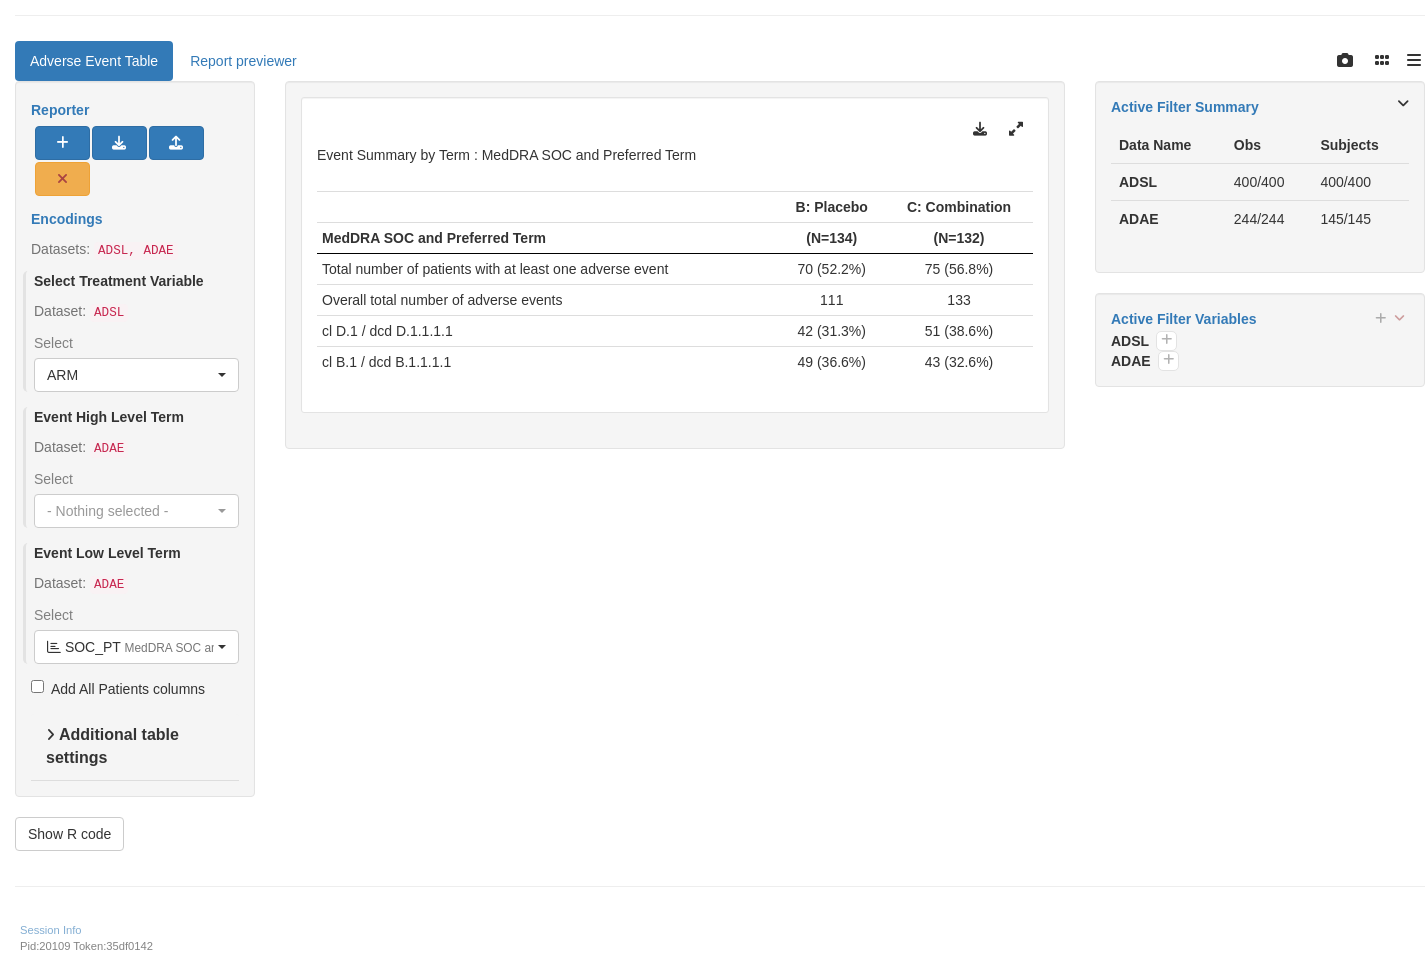 Adverse Event Table
Report previewer
Reporter
Encodings
Datasets: ADSL, ADAE
Select Treatment Variable
Dataset: ADSL
Select
ARM
Event High Level Term
Dataset: ADAE
Select
- Nothing selected -
Event Low Level Term
Dataset: ADAE
Select
SOC_PT MedDRA SOC ar
Add All Patients columns
Additional table
settings
Show R code
Event Summary by Term : MedDRA SOC and Preferred Term
B: Placebo C: Combination
MedDRA SOC and Preferred Term (N=134) (N=132)
Total number of patients with at least one adverse event 70 (52.2%) 75 (56.8%)
Overall total number of adverse events 111 133
cl D.1 / dcd D.1.1.1.1 42 (31.3%) 51 (38.6%)
cl B.1 / dcd B.1.1.1.1 49 (36.6%) 43 (32.6%)
Active Filter Summary
Data Name Obs Subjects
ADSL 400/400 400/400
ADAE 244/244 145/145
Active Filter Variables
ADSL
ADAE
Session Info
Pid:20109 Token:35df0142